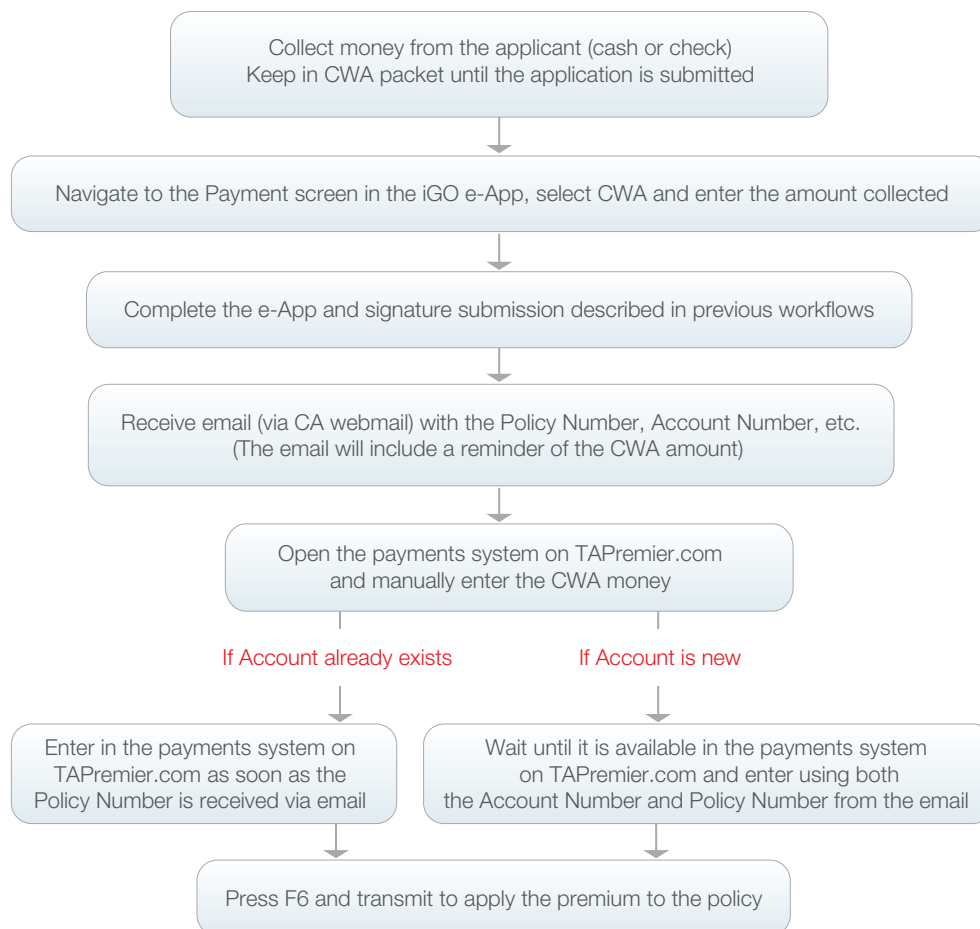 Collect money from the applicant (cash or check)
Keep in CWA packet until the application is submitted
Navigate to the Payment screen in the iGO e-App, select CWA and enter the amount collected
Complete the e-App and signature submission described in previous workflows
Receive email (via CA webmail) with the Policy Number, Account Number, etc.
(The email will include a reminder of the CWA amount)
Open the payments system on TAPremier.com
and manually enter the CWA money
If Account already exists
If Account is new
Enter in the payments system on
TAPremier.com as soon as the
Policy Number is received via email
Wait until it is available in the payments system
on TAPremier.com and enter using both
the Account Number and Policy Number from the email
Press F6 and transmit to apply the premium to the policy